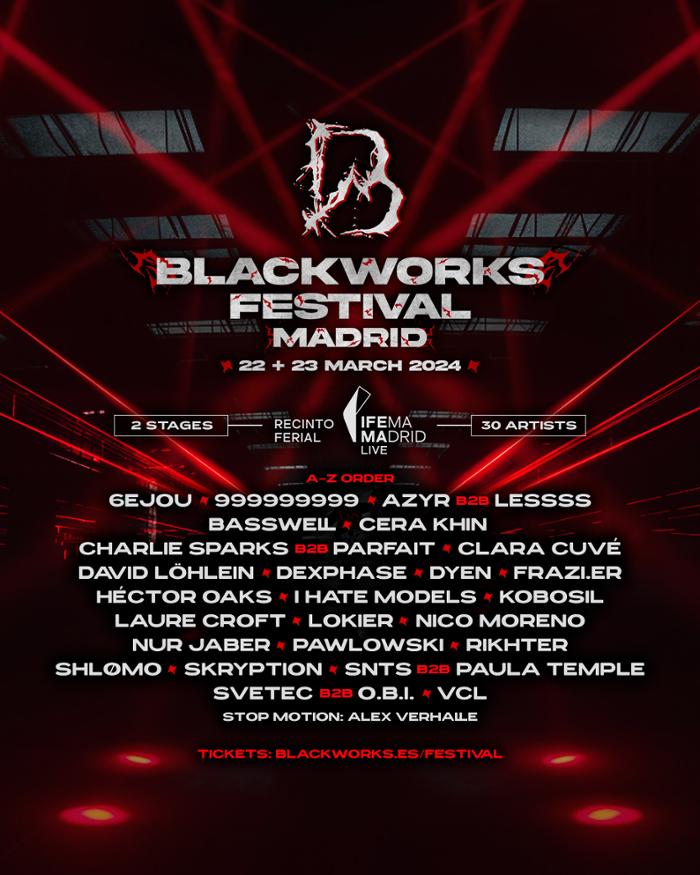 B
BLACKWORKS
FESTIVAL
MADRID
22 + 23 MARCH 2024
2 STAGES
RECINTO
FERIAL
IFEMA
MADRID
LIVE
30 ARTISTS
A-Z ORDER
6EJOU 999999999 AZYR B2B LESSSS
BASSWELL CERA KHIN
CHARLIE SPARKS B2B PARFAIT CLARA CUVÉ
DAVID LÖHLEIN DEXPHASE DYEN FRAZI.ER
HÉCTOR OAKS I HATE MODELS KOBOSIL
LAURE CROFT LOKIER NICO MORENO
NUR JABER PAWLOWSKI RIKHTER
SHLØMO SKRYPTION SNTS B2B PAULA TEMPLE
SVETEC B2B O.B.I. VCL
STOP MOTION: ALEX VERHALLE
TICKETS: BLACKWORKS.ES/FESTIVAL